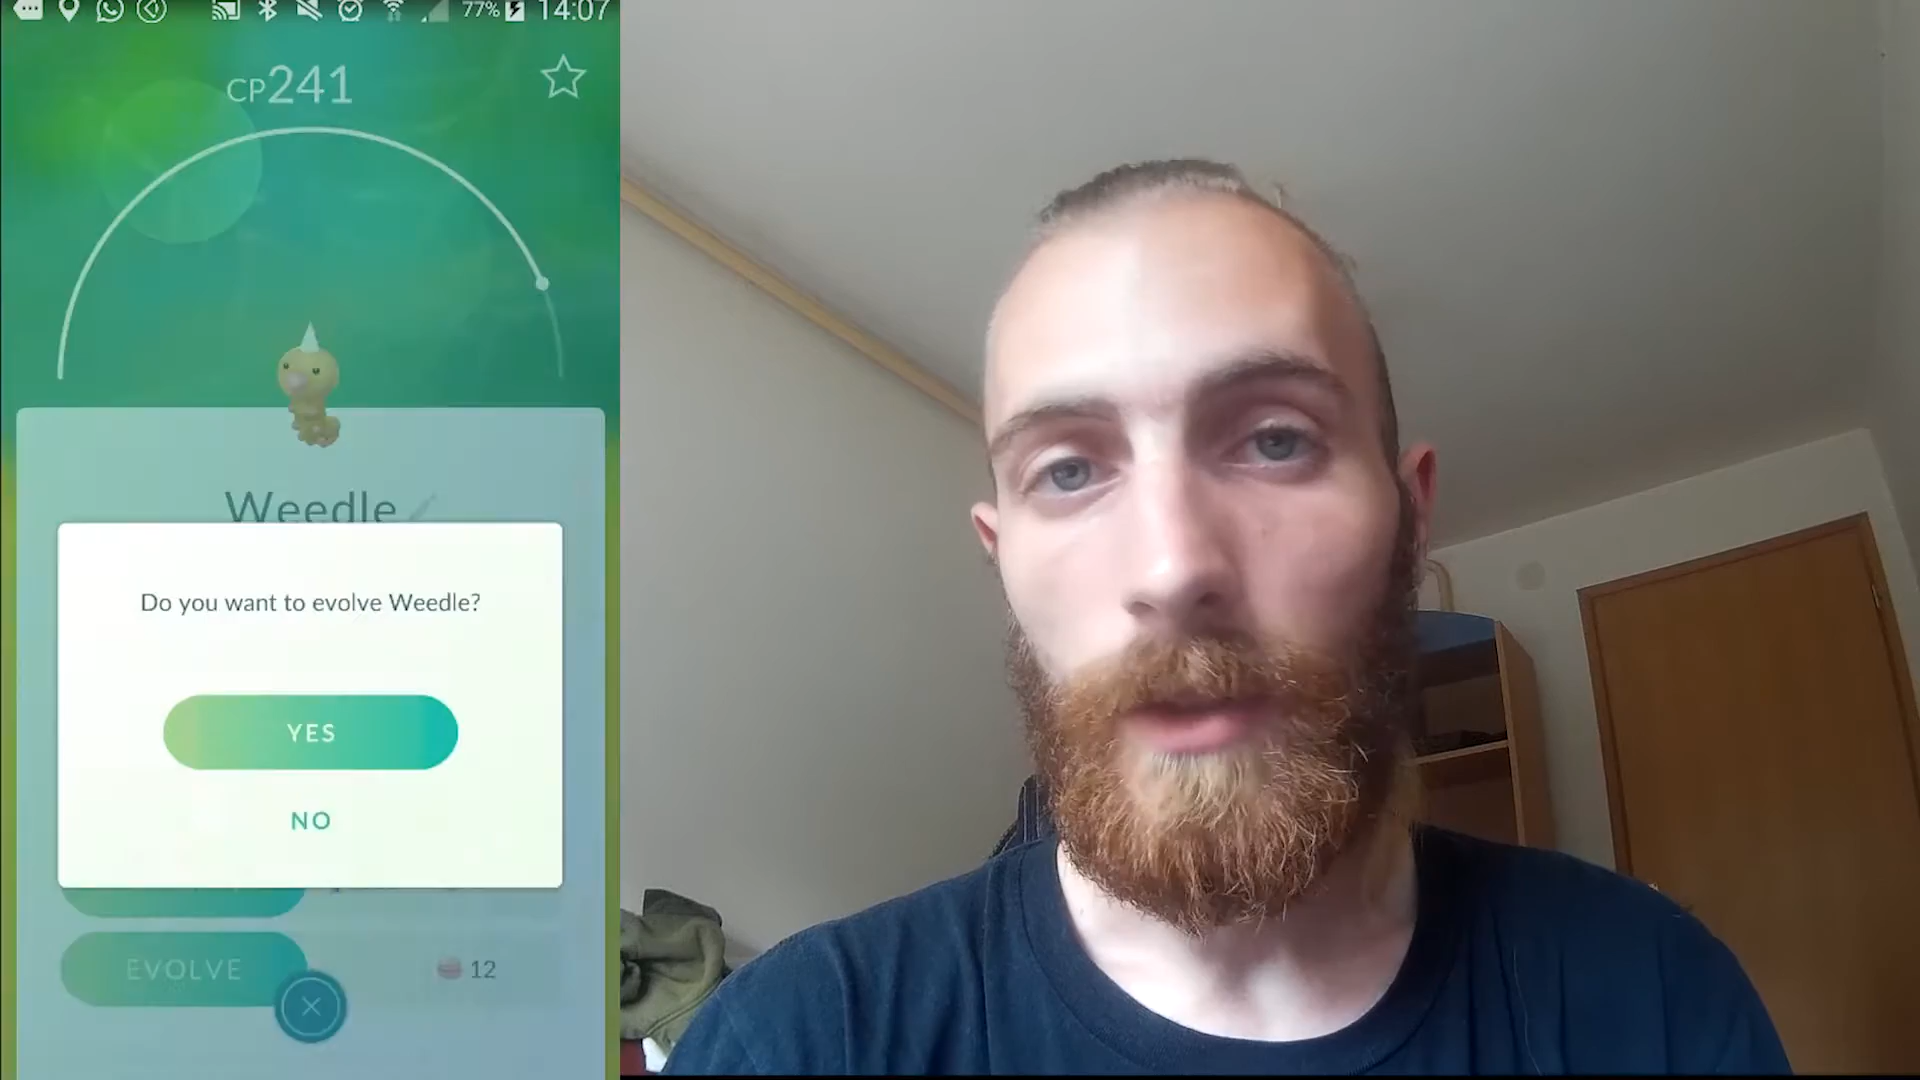 77% 14:07
CP241
Weedle
Do you want to evolve Weedle?
YES
NO
EVOLVE 12